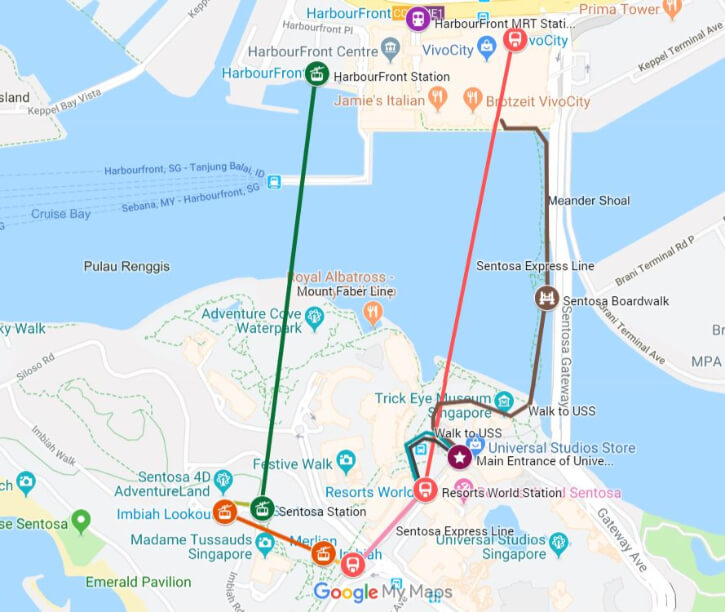 HarbourFront
CC
NE1
Prima Tower
HarbourFront MRT Stati...
HarbourFront Pl
Keppel Bay
HarbourFront Centre
VivoCity
VivoCity
HarbourFront
HarbourFront Station
Keppel Terminal Ave
island
Keppel Bay Vista
Jamie's Italian
Brotzeit VivoCity
Harbourfront, SG - Tanjung Balai, ID
Sebana, MY - Harbourfront, SG
Cruise Bay
Meander Shoal
Brani Terminal Rd P
Pulau Renggis
Sentosa Express Line
Royal Albatross -
Mount Faber Line
Sentosa Boardwalk
Adventure Cove
Waterpark
Brani Terminal Ave
ky Walk
Sentosa Gateway
MPA
Siloso Rd
Trick Eye Museum
Singapore
Walk to USS
Imbiah Walk
Walk to USS
Universal Studios Store
Main Entrance of Unive...
Festive Walk
Sentosa 4D
AdventureLand
Resorts World
Resorts World Station
Sentosa
Imbiah Lookou
Sentosa Station
Gateway Ave
se Sentosa
Madame Tussauds
Singapore
Merlion
Imbiah
Sentosa Express Line
Universal Studios
Singapore
Emerald Pavilion
Imbiah Rd
Google My Maps